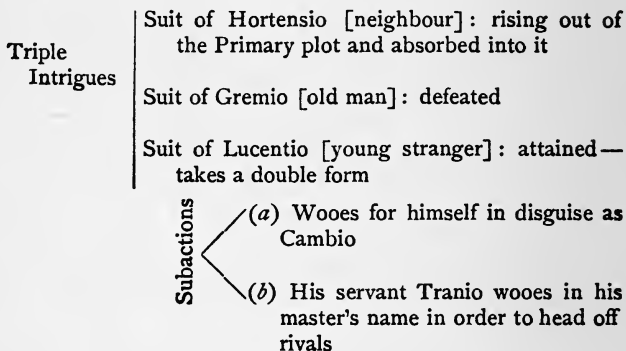 Triple
Intrigues
Suit of Hortensio [neighbour] : rising out of
the Primary plot and absorbed into it
Suit of Gremio [old man] : defeated
Suit of Lucentio [young stranger] : attained—
takes a double form
Subactions
(a) Wooes for himself in disguise as
Cambio
(b) His servant Tranio wooes in his
master's name in order to head off
rivals